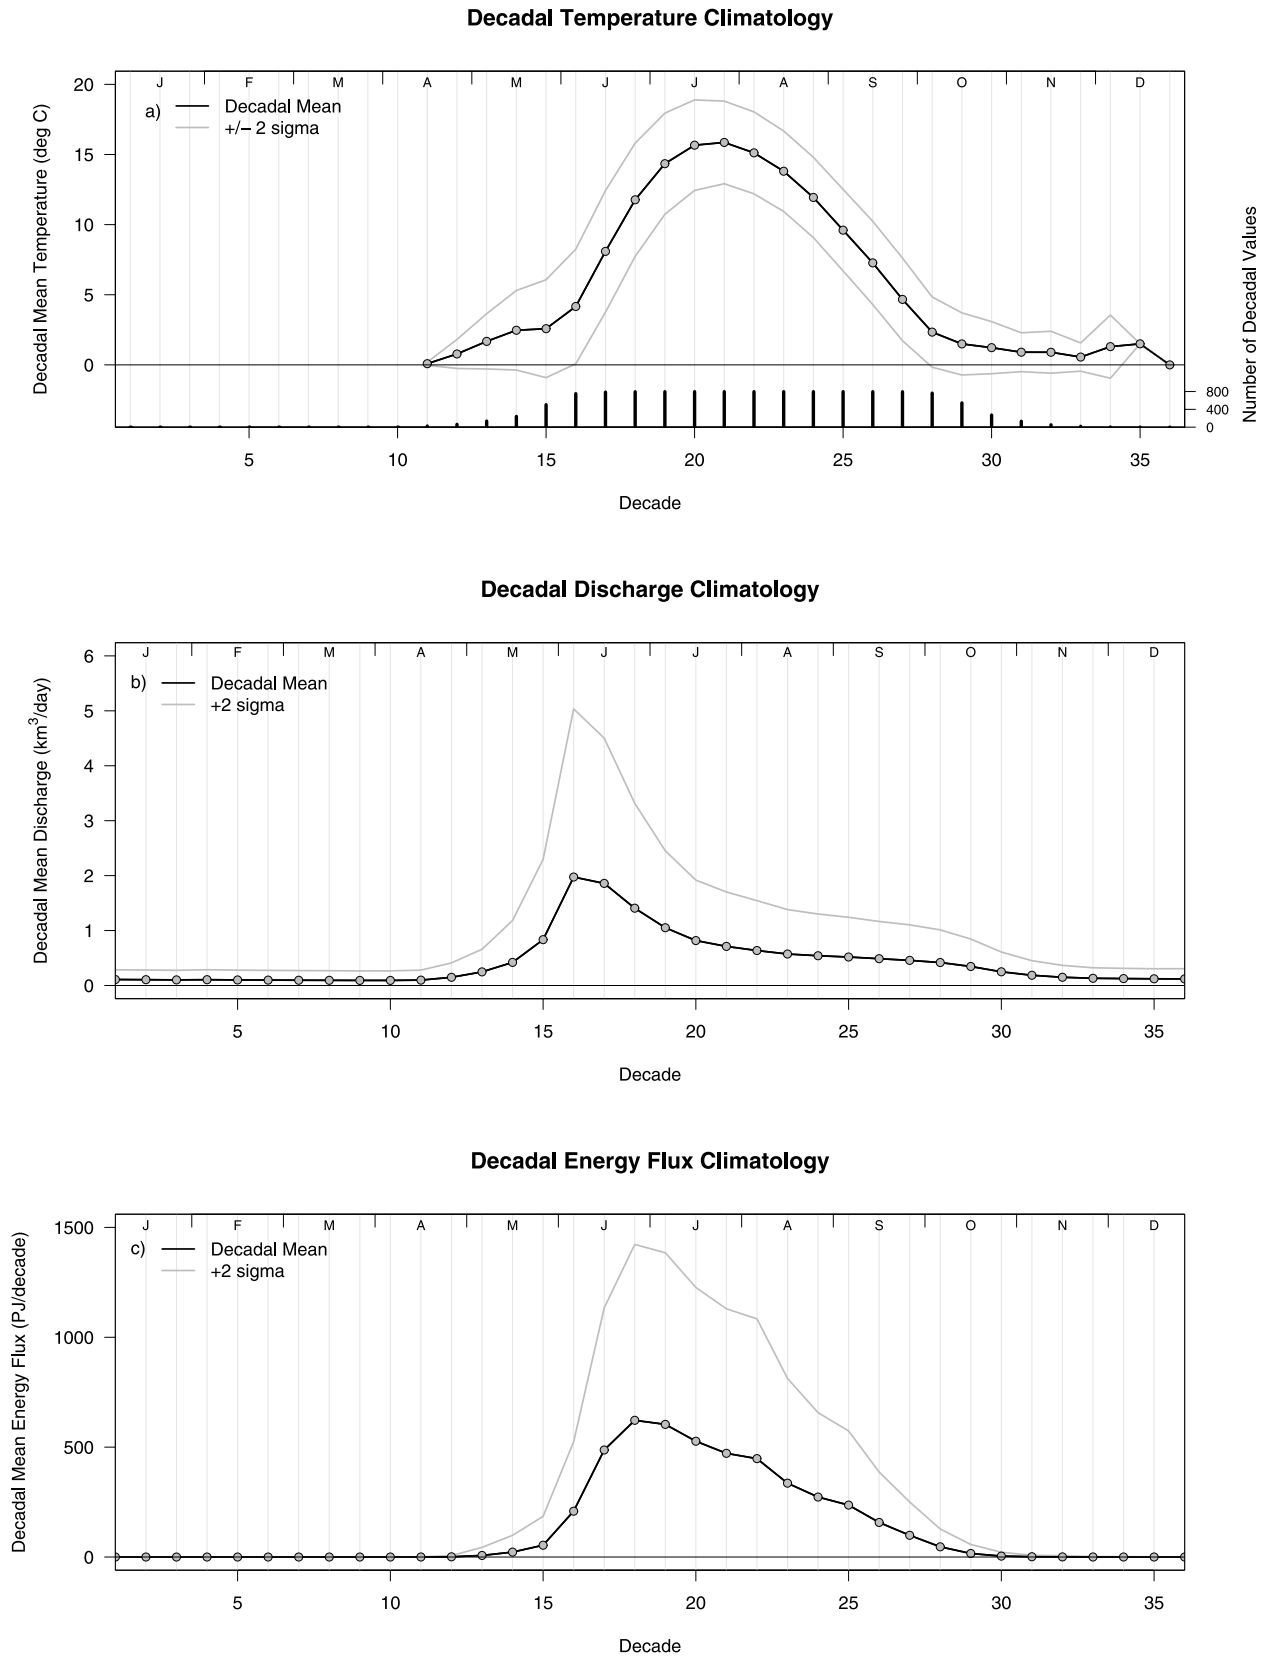 Decadal Temperature Climatology
J F M A M J J A S O N D
a) Decadal Mean
+/− 2 sigma
Decadal Mean Temperature (deg C)
20
15
10
5
0
Number of Decadal Values
800
400
0
5 10 15 20 25 30 35
Decade
Decadal Discharge Climatology
J F M A M J J A S O N D
b) Decadal Mean
+2 sigma
Decadal Mean Discharge (km³/day)
6
5
4
3
2
1
0
5 10 15 20 25 30 35
Decade
Decadal Energy Flux Climatology
J F M A M J J A S O N D
c) Decadal Mean
+2 sigma
Decadal Mean Energy Flux (PJ/decade)
1500
1000
500
0
5 10 15 20 25 30 35
Decade